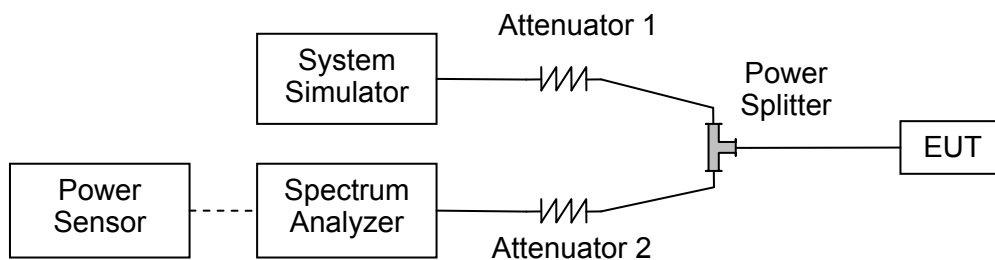 Attenuator 1
System
Simulator
Power
Splitter
EUT
Power
Sensor
Spectrum
Analyzer
Attenuator 2